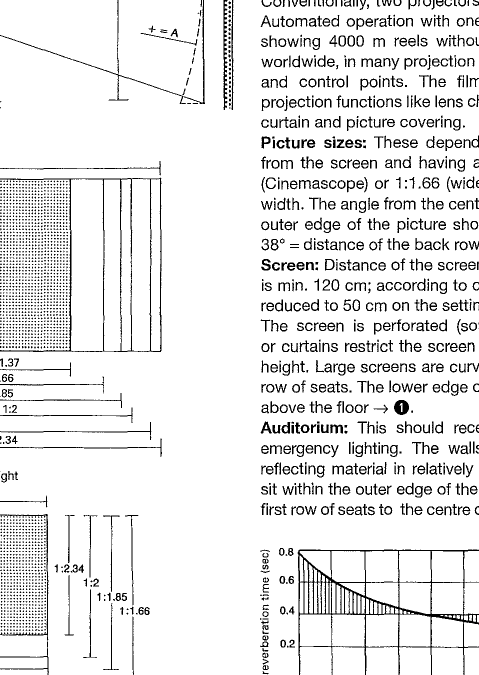 Conventionally, two projectors
Automated operation with one
showing 4000 m reels withou
worldwide, in many projection
and control points. The film
projection functions like lens ch
curtain and picture covering.
Picture sizes: These depend
from the screen and having a
(Cinemascope) or 1:1.66 (wide
width. The angle from the cent
outer edge of the picture sho
38° = distance of the back row
Screen: Distance of the screen
is min. 120 cm; according to c
reduced to 50 cm on the settin
The screen is perforated (so
or curtains restrict the screen
height. Large screens are curv
row of seats. The lower edge o
above the floor → 1.
Auditorium: This should rece
emergency lighting. The walls
reflecting material in relatively
sit within the outer edge of the
first row of seats to the centre o
+ = A
1.37
.66
.85
1:2
2.34
ght
1:2.34
1:2
1:1.85
1:1.66
reverberation time (sec)
0.8
0.6
0.4
0.2